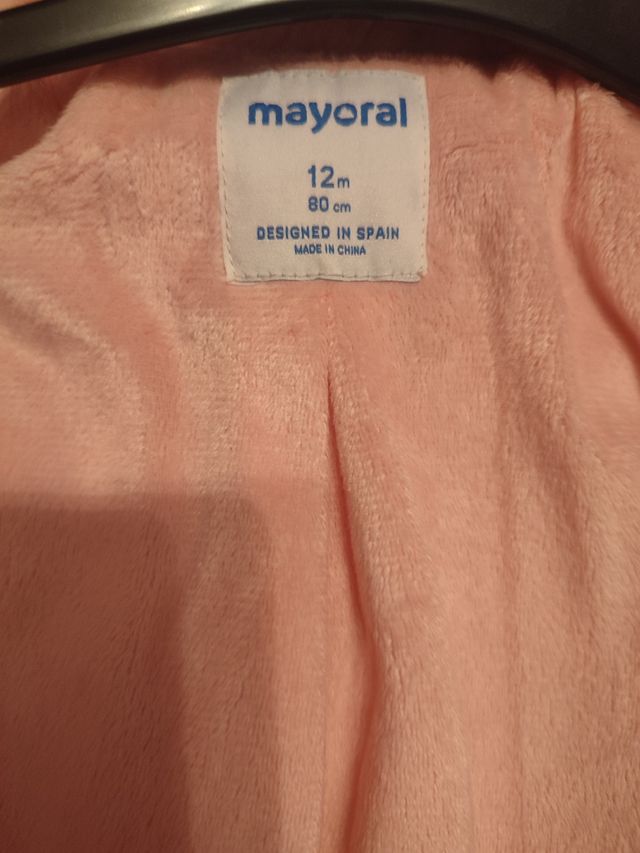 mayoral
12m
80 cm
DESIGNED IN SPAIN
MADE IN CHINA